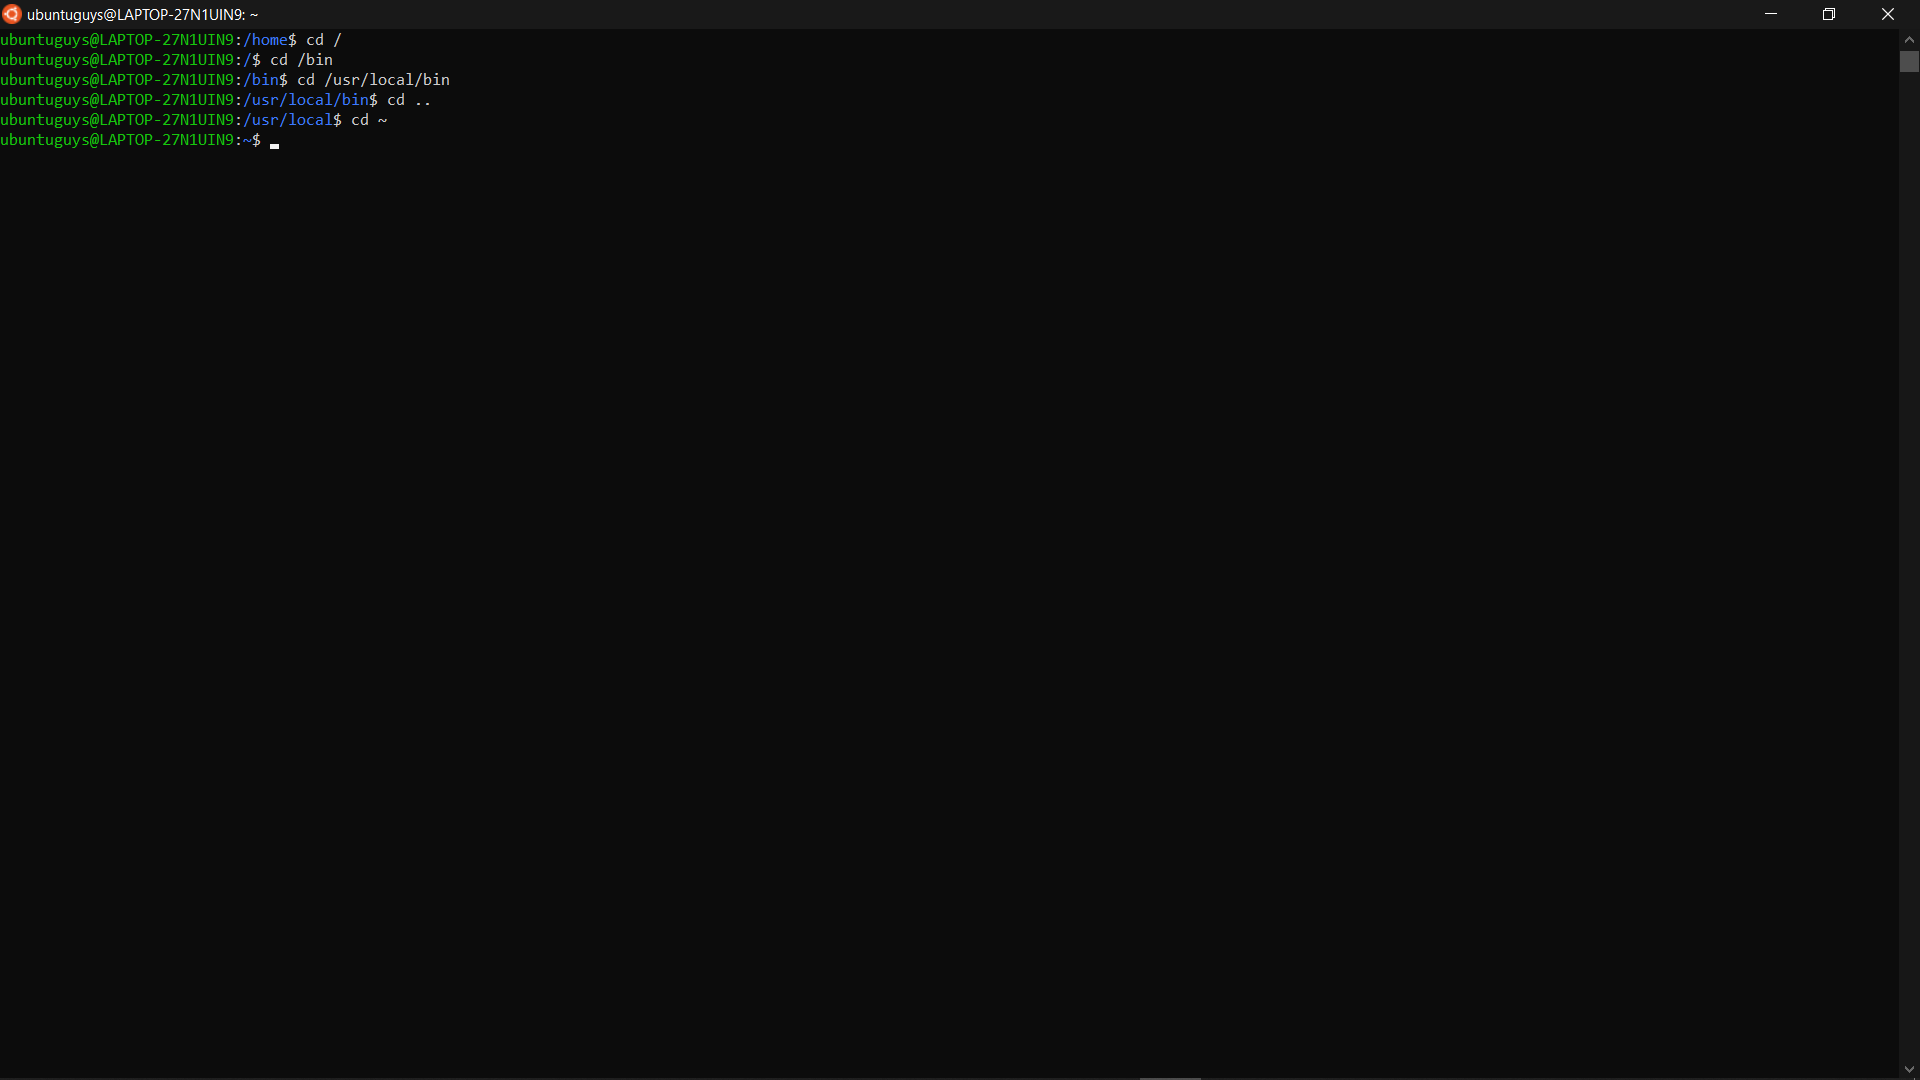 ubuntuguys@LAPTOP-27N1UIN9: ~
ubuntuguys@LAPTOP-27N1UIN9:/home$ cd /
ubuntuguys@LAPTOP-27N1UIN9:/$ cd /bin
ubuntuguys@LAPTOP-27N1UIN9:/bin$ cd /usr/local/bin
ubuntuguys@LAPTOP-27N1UIN9:/usr/local/bin$ cd ..
ubuntuguys@LAPTOP-27N1UIN9:/usr/local$ cd ~
ubuntuguys@LAPTOP-27N1UIN9:~$